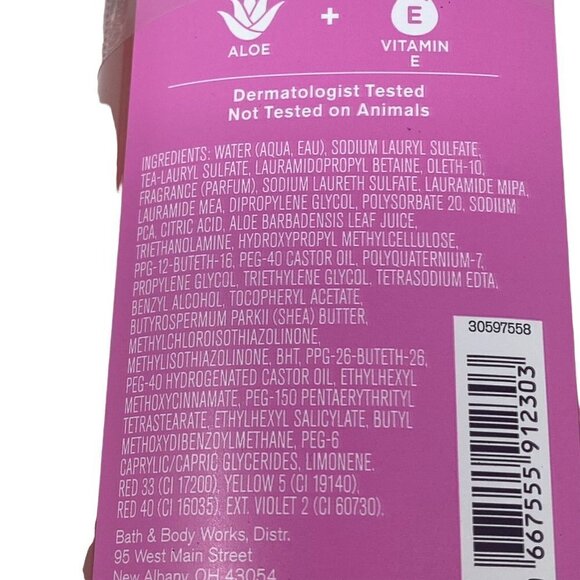 ALOE + E VITAMIN E
Dermatologist Tested
Not Tested on Animals
INGREDIENTS: WATER (AQUA, EAU), SODIUM LAURYL SULFATE,
TEA-LAURYL SULFATE, LAURAMIDOPROPYL BETAINE, OLETH-10,
FRAGRANCE (PARFUM), SODIUM LAURETH SULFATE, LAURAMIDE MIPA,
LAURAMIDE MEA, DIPROPYLENE GLYCOL, POLYSORBATE 20, SODIUM
PCA, CITRIC ACID, ALOE BARBADENSIS LEAF JUICE,
TRIETHANOLAMINE, HYDROXYPROPYL METHYLCELLULOSE,
PPG-12-BUTETH-16, PEG-40 CASTOR OIL, POLYQUATERNIUM-7,
PROPYLENE GLYCOL, TRIETHYLENE GLYCOL. TETRASODIUM EDTA,
BENZYL ALCOHOL, TOCOPHERYL ACETATE,
BUTYROSPERMUM PARKII (SHEA) BUTTER,
METHYLCHLOROISOTHIAZOLINONE,
METHYLISOTHIAZOLINONE, BHT, PPG-26-BUTETH-26,
PEG-40 HYDROGENATED CASTOR OIL, ETHYLHEXYL
METHOXYCINNAMATE, PEG-150 PENTAERYTHRITYL
TETRASTEARATE, ETHYLHEXYL SALICYLATE, BUTYL
METHOXYDIBENZOYLMETHANE, PEG-6
CAPRYLIC/CAPRIC GLYCERIDES, LIMONENE,
RED 33 (CI 17200), YELLOW 5 (CI 19140),
RED 40 (CI 16035), EXT. VIOLET 2 (CI 60730).
Bath & Body Works, Distr.
95 West Main Street
New Albany, OH 43054
30597558
667555 912303